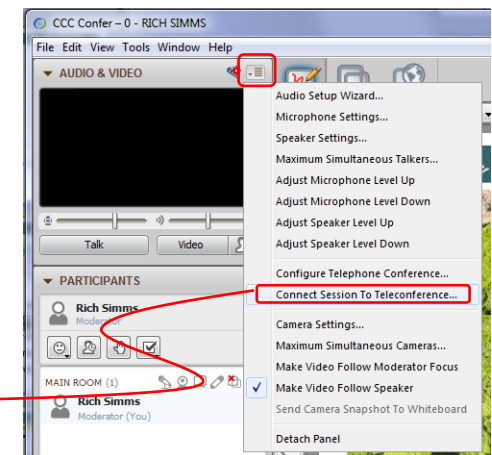 CCC Confer – 0 - RICH SIMMS
File Edit View Tools Window Help
AUDIO & VIDEO
Talk
Video
PARTICIPANTS
Rich Simms
Moderator
MAIN ROOM (1)
Rich Simms
Moderator (You)
Audio Setup Wizard...
Microphone Settings...
Speaker Settings...
Maximum Simultaneous Talkers...
Adjust Microphone Level Up
Adjust Microphone Level Down
Adjust Speaker Level Up
Adjust Speaker Level Down
Configure Telephone Conference...
Connect Session To Teleconference...
Camera Settings...
Maximum Simultaneous Cameras...
Make Video Follow Moderator Focus
Make Video Follow Speaker
Send Camera Snapshot To Whiteboard
Detach Panel